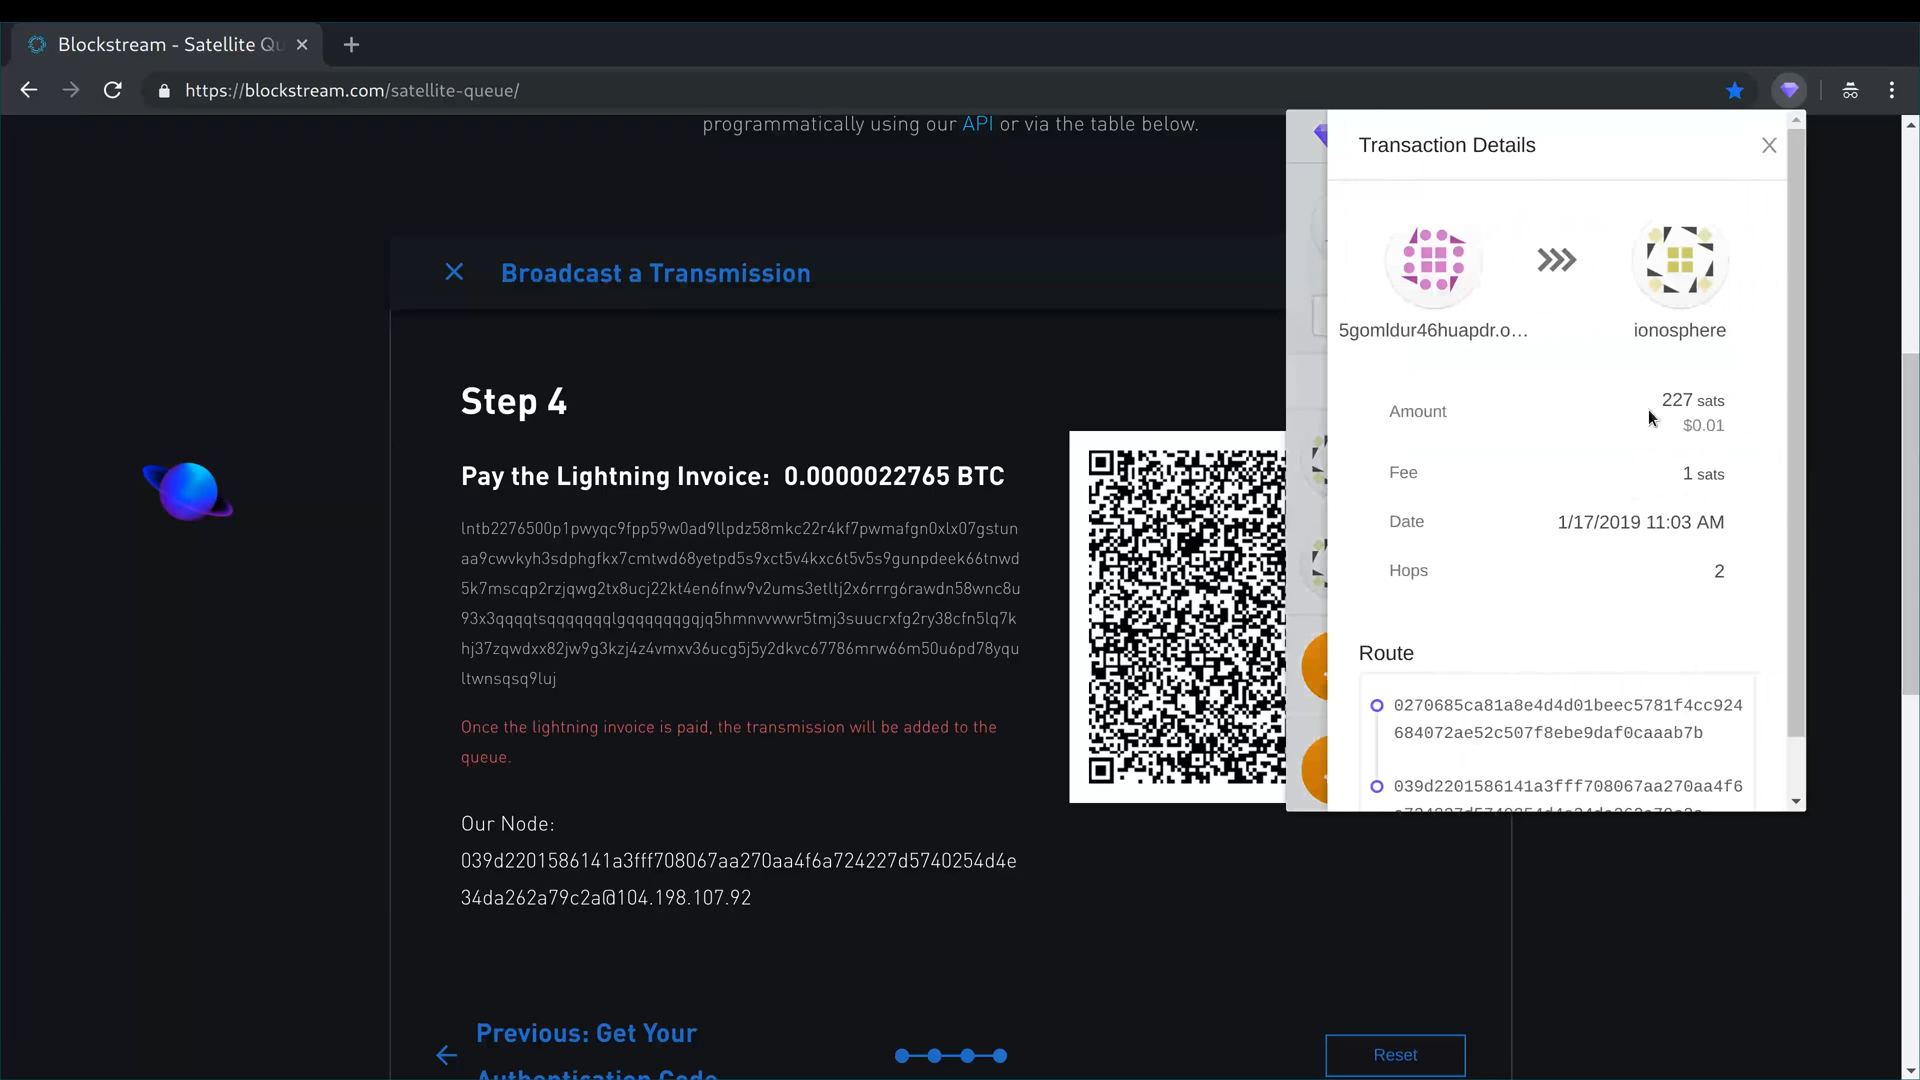 Blockstream - Satellite Qu
https://blockstream.com/satellite-queue/
programmatically using our API or via the table below.
Broadcast a Transmission
Step 4
Pay the Lightning Invoice: 0.0000022765 BTC
lntb2276500p1pwyqc9fpp59w0ad9llpdz58mkc22r4kf7pwmafgn0xlx07gstun
aa9cwvkyh3sdphgfkx7cmtwd68yetpd5s9xct5v4kxc6t5v5s9gunpdeek66tnwd
5k7mscqp2rzjqwg2tx8ucj22kt4en6fnw9v2ums3etltj2x6rrrg6rawdn58wnc8u
93x3qqqqtsqqqqqqqlgqqqqqqgqjq5hmnvvwwr5tmj3suucrxfg2ry38cfn5lq7k
hj37zqwdxx82jw9g3kzj4z4vmxv36ucg5j5y2dkvc67786mrw66m50u6pd78yqu
ltwnsqsq9luj
Once the lightning invoice is paid, the transmission will be added to the
queue.
Our Node:
039d2201586141a3fff708067aa270aa4f6a724227d5740254d4e
34da262a79c2a@104.198.107.92
Previous: Get Your
Authentication Code
Reset
Transaction Details
5gomldur46huapdr.o…
ionosphere
Amount
227 sats
$0.01
Fee
1 sats
Date
1/17/2019 11:03 AM
Hops
2
Route
0270685ca81a8e4d4d01beec5781f4cc924
684072ae52c507f8ebe9daf0caaab7b
039d2201586141a3fff708067aa270aa4f6